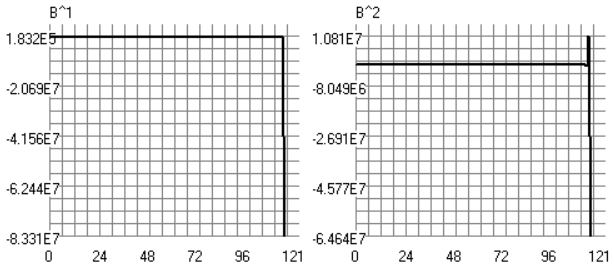 B^1
1.832E5
-2.069E7
-4.156E7
-6.244E7
-8.331E7
0 24 48 72 96 121
B^2
1.081E7
-8.049E6
-2.691E7
-4.577E7
-6.464E7
0 24 48 72 96 121